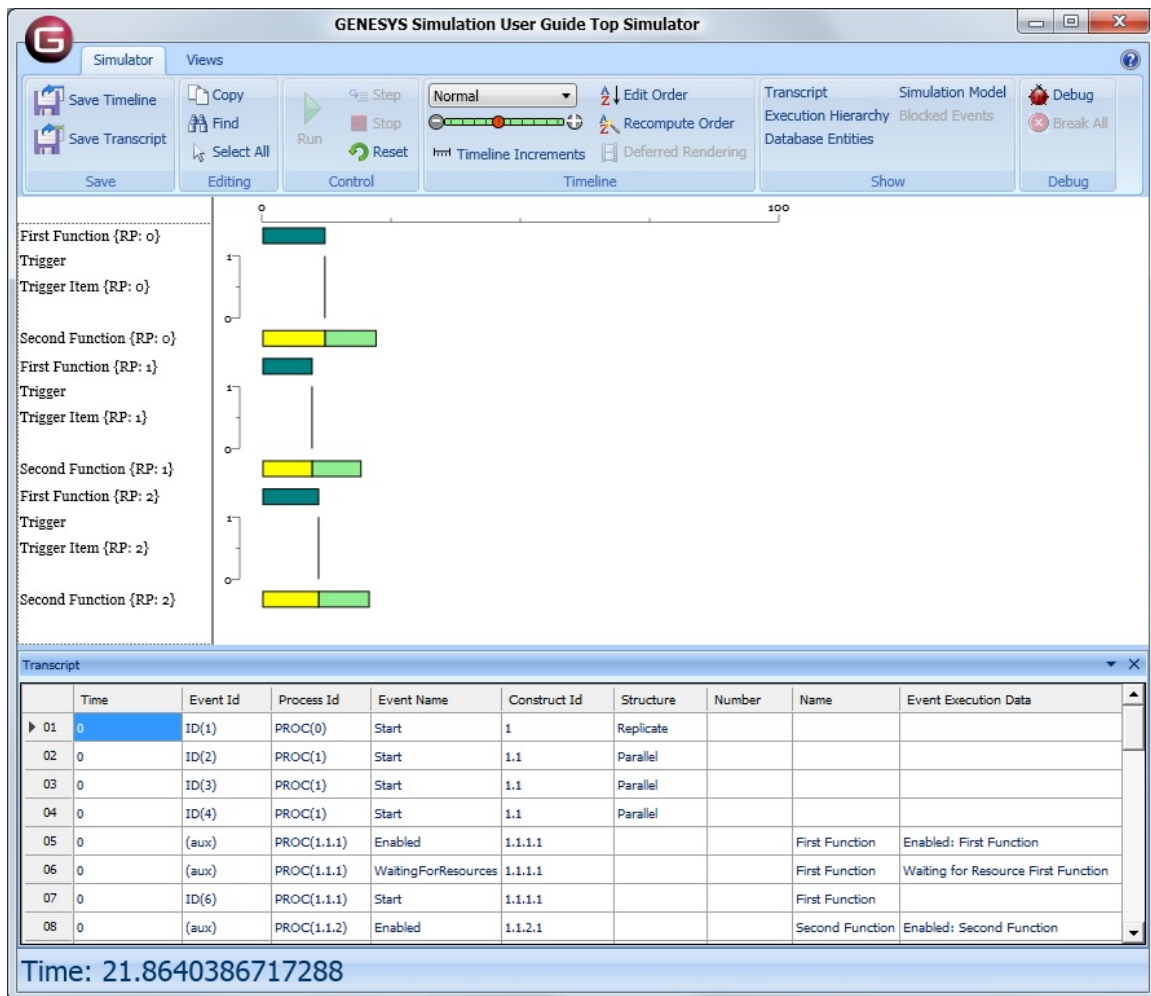 GENESYS Simulation User Guide Top Simulator
G
Simulator Views
Save Timeline
Save Transcript
Save
Copy
Find
Select All
Editing
Run
Step
Stop
Reset
Control
Normal
Timeline Increments
Edit Order
Recompute Order
Deferred Rendering
Timeline
Transcript Simulation Model
Execution Hierarchy Blocked Events
Database Entities
Show
Debug
Break All
Debug
0 100
First Function {RP: 0}
Trigger 1
Trigger Item {RP: 0}
0
Second Function {RP: 0}
First Function {RP: 1}
Trigger 1
Trigger Item {RP: 1}
0
Second Function {RP: 1}
First Function {RP: 2}
Trigger 1
Trigger Item {RP: 2}
0
Second Function {RP: 2}
Transcript
Time Event Id Process Id Event Name Construct Id Structure Number Name Event Execution Data
01 0 ID(1) PROC(0) Start 1 Replicate
02 0 ID(2) PROC(1) Start 1.1 Parallel
03 0 ID(3) PROC(1) Start 1.1 Parallel
04 0 ID(4) PROC(1) Start 1.1 Parallel
05 0 (aux) PROC(1.1.1) Enabled 1.1.1.1 First Function Enabled: First Function
06 0 (aux) PROC(1.1.1) WaitingForResources 1.1.1.1 First Function Waiting for Resource First Function
07 0 ID(6) PROC(1.1.1) Start 1.1.1.1 First Function
08 0 (aux) PROC(1.1.2) Enabled 1.1.2.1 Second Function Enabled: Second Function
Time: 21.8640386717288